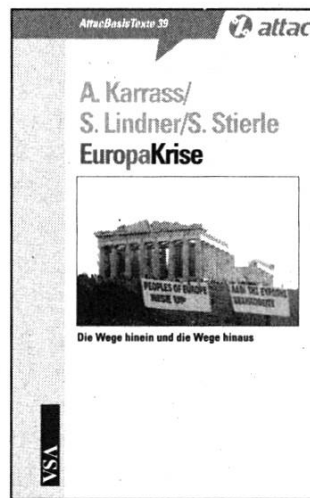 AttacBasisTexte 39
attac
A. Karrass/
S. Lindner/S. Stierle
EuropaKrise
PEOPLES OF EUROPE
RISE UP
Die Wege hinein und die Wege hinaus
VSA